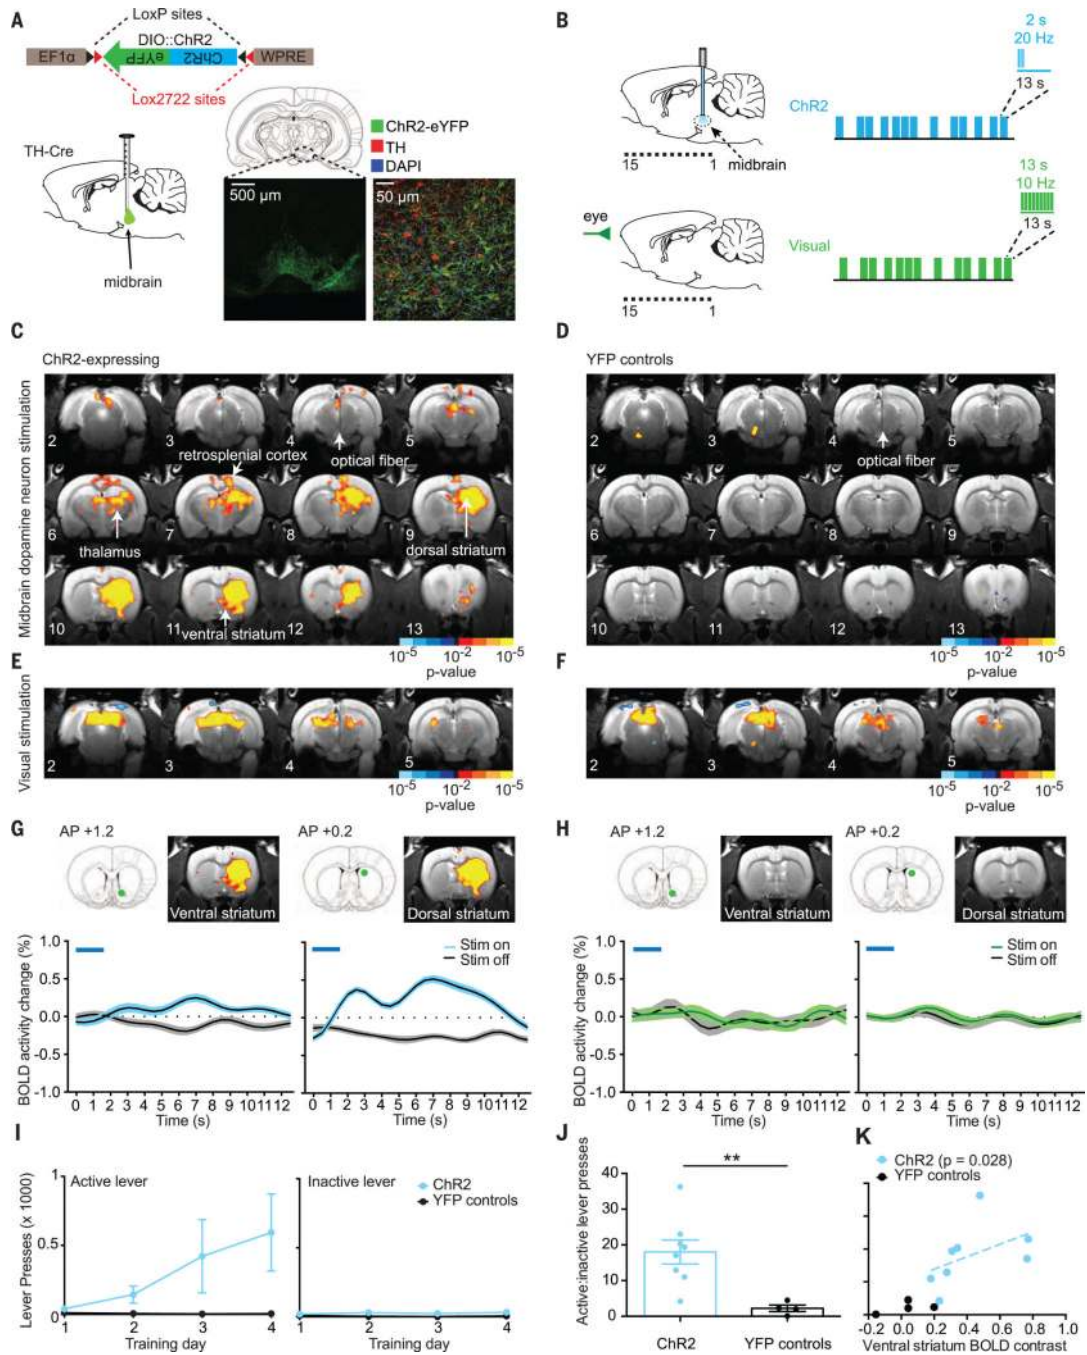 A
LoxP sites
DIO::ChR2
EF1α
eYFP
ChR2
WPRE
Lox2722 sites
TH-Cre
midbrain
ChR2-eYFP
TH
DAPI
500 µm
50 µm
B
2 s
20 Hz
13 s
ChR2
midbrain
15 1
13 s
10 Hz
13 s
eye
Visual
15 1
C
ChR2-expressing
Midbrain dopamine neuron stimulation
2 3 4 5
retrosplenial cortex
optical fiber
6 7 8 9
thalamus
dorsal striatum
10 11 12 13
ventral striatum
10-5 10-2 10-5
p-value
D
YFP controls
2 3 4 5
optical fiber
6 7 8 9
10 11 12 13
10-5 10-2 10-5
p-value
E
Visual stimulation
2 3 4 5
10-5 10-2 10-5
p-value
F
2 3 4 5
10-5 10-2 10-5
p-value
G
AP +1.2
Ventral striatum
AP +0.2
Dorsal striatum
BOLD activity change (%)
1.0
0.5
0.0
-0.5
-1.0
Stim on
Stim off
0 1 2 3 4 5 6 7 8 9 10 11 12
Time (s)
0 1 2 3 4 5 6 7 8 9 10 11 12
Time (s)
H
AP +1.2
Ventral striatum
AP +0.2
Dorsal striatum
BOLD activity change (%)
1.0
0.5
0.0
-0.5
-1.0
Stim on
Stim off
0 1 2 3 4 5 6 7 8 9 10 11 12
Time (s)
0 1 2 3 4 5 6 7 8 9 10 11 12
Time (s)
I
Lever Presses (x 1000)
1
0.5
0
Active lever
1 2 3 4
Training day
Inactive lever
ChR2
YFP controls
1 2 3 4
Training day
J
Active:inactive lever presses
**
40
30
20
10
0
ChR2 YFP controls
K
ChR2 (p = 0.028)
YFP controls
-0.2 0.0 0.2 0.4 0.6 0.8 1.0
Ventral striatum BOLD contrast